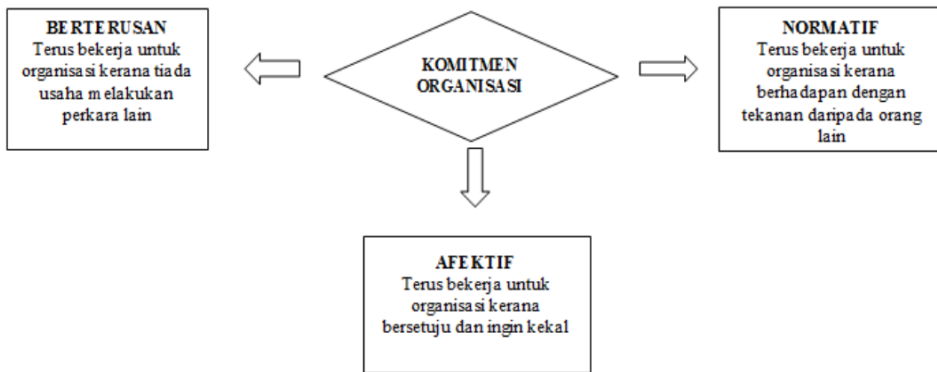 BERTERUSAN
Terus bekerja untuk
organisasi kerana tiada
usaha melakukan
perkara lain
KOMITMEN
ORGANISASI
NORMATIF
Terus bekerja untuk
organisasi kerana
berhadapan dengan
tekanan daripada orang
lain
AFEKTIF
Terus bekerja untuk
organisasi kerana
bersetuju dan ingin kekal